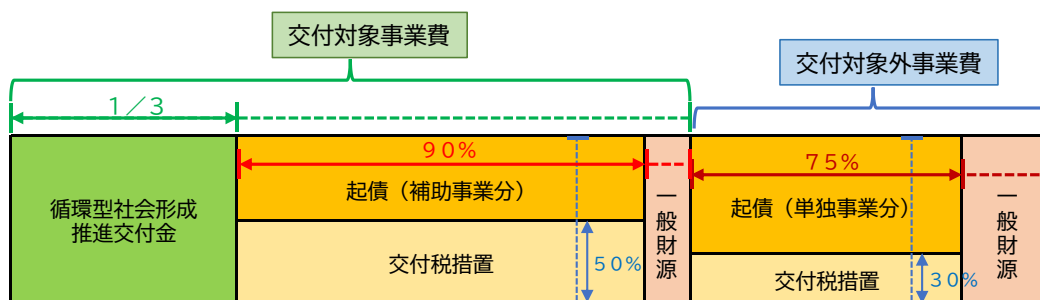 交付対象事業費
交付対象外事業費
１／３
９０%
７５%
循環型社会形成
推進交付金
起債（補助事業分）
一般財源
起債（単独事業分）
一般財源
交付税措置
５０%
交付税措置
３０%